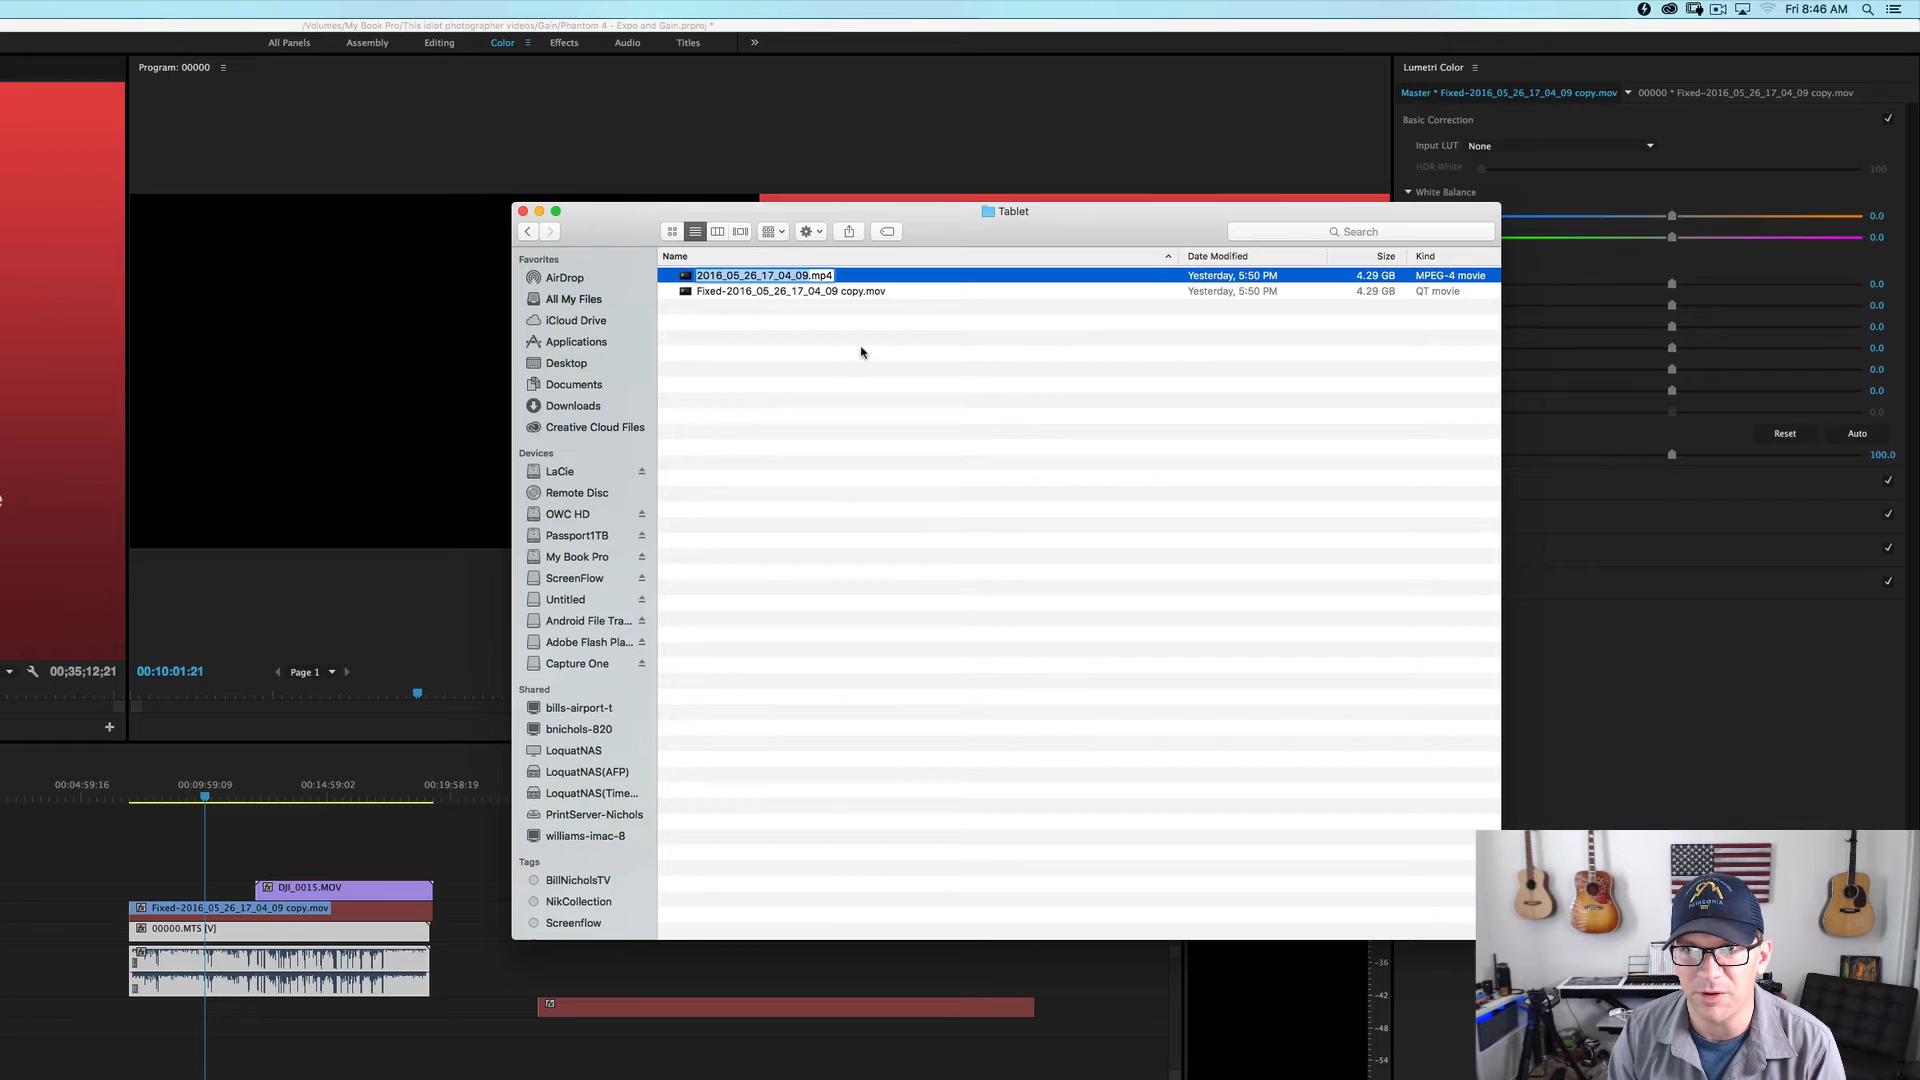 Fri 8:46 AM
/Volumes/My Book Pro/This idiot photographer videos/Gain/Phantom 4 - Expo and Gain.prproj *
All Panels Assembly Editing Color Effects Audio Titles
Program: 00000
Lumetri Color
Master * Fixed-2016_05_26_17_04_09 copy.mov 00000 * Fixed-2016_05_26_17_04_09 copy.mov
Basic Correction
Input LUT None
HDR White 100
White Balance
0.0
0.0
0.0
0.0
0.0
0.0
0.0
0.0
0.0
Reset Auto
100.0
Tablet
Search
Name Date Modified Size Kind
2016_05_26_17_04_09.mp4 Yesterday, 5:50 PM 4.29 GB MPEG-4 movie
Fixed-2016_05_26_17_04_09 copy.mov Yesterday, 5:50 PM 4.29 GB QT movie
Favorites
AirDrop
All My Files
iCloud Drive
Applications
Desktop
Documents
Downloads
Creative Cloud Files
Devices
LaCie
Remote Disc
OWC HD
Passport1TB
My Book Pro
ScreenFlow
Untitled
Android File Tra...
Adobe Flash Pla...
Capture One
Shared
bills-airport-t
bnichols-820
LoquatNAS
LoquatNAS(AFP)
LoquatNAS(Time...
PrintServer-Nichols
williams-imac-8
Tags
BillNicholsTV
NikCollection
Screenflow
e
00;35;12;21 00:10:01:21 Page 1
00:04:59:16 00:09:59:09 00:14:59:02 00:19:58:19
DJI_0015.MOV
Fixed-2016_05_26_17_04_09 copy.mov
00000.MTS [V]
-36
-42
-48
-54